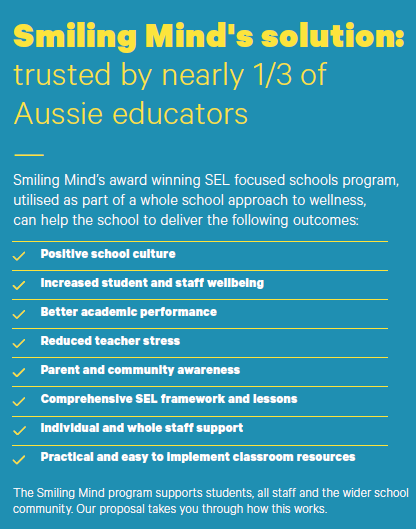 Smiling Mind's solution:
trusted by nearly 1/3 of
Aussie educators
Smiling Mind's award winning SEL focused schools program,
utilised as part of a whole school approach to wellness,
can help the school to deliver the following outcomes:
Positive school culture
Increased student and staff wellbeing
Better academic performance
Reduced teacher stress
Parent and community awareness
Comprehensive SEL framework and lessons
Individual and whole staff support
Practical and easy to implement classroom resources
The Smiling Mind program supports students, all staff and the wider school
community. Our proposal takes you through how this works.